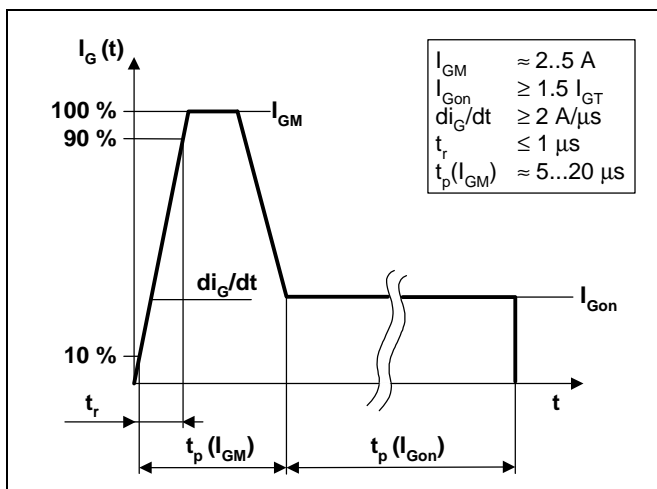 I_G (t)
100 %
90 %
10 %
I_GM
di_G/dt
I_Gon
t_r
t
t_p (I_GM)
t_p (I_Gon)
I_GM ≈ 2..5 A
I_Gon ≥ 1.5 I_GT
di_G/dt ≥ 2 A/μs
t_r ≤ 1 μs
t_p(I_GM) ≈ 5...20 μs